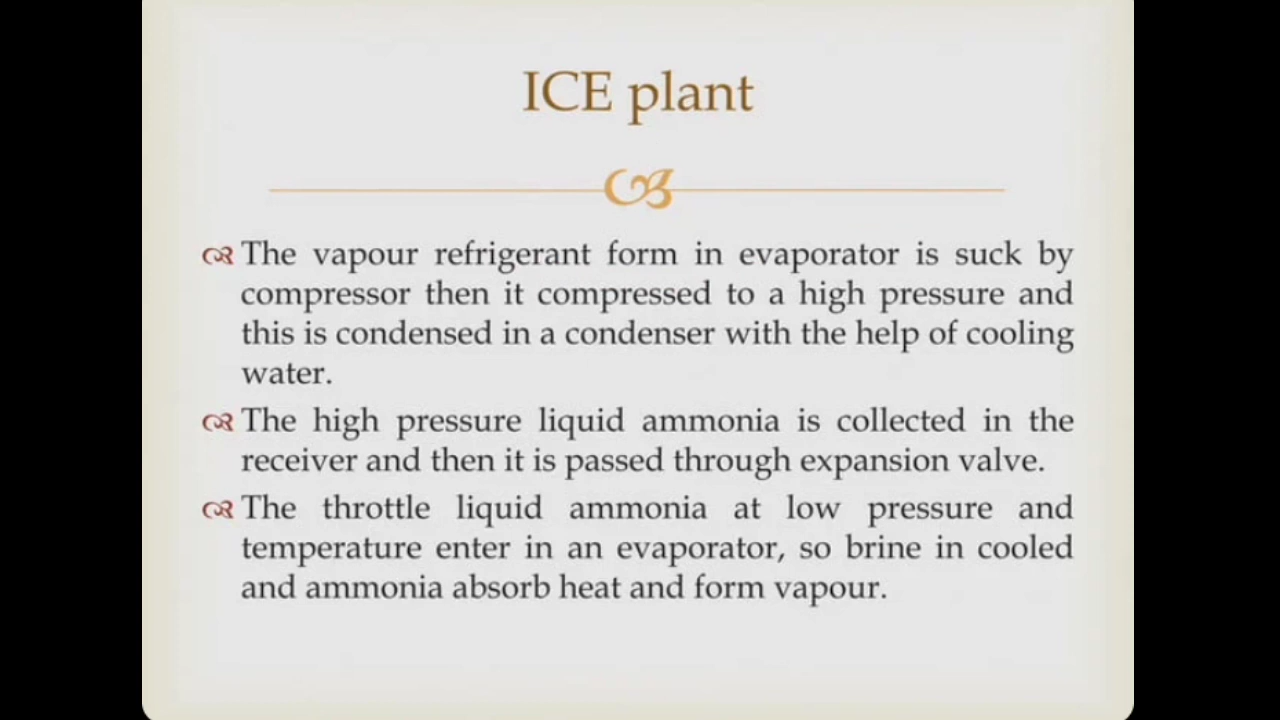 ICE plant
The vapour refrigerant form in evaporator is suck by
compressor then it compressed to a high pressure and
this is condensed in a condenser with the help of cooling
water.
The high pressure liquid ammonia is collected in the
receiver and then it is passed through expansion valve.
The throttle liquid ammonia at low pressure and
temperature enter in an evaporator, so brine in cooled
and ammonia absorb heat and form vapour.